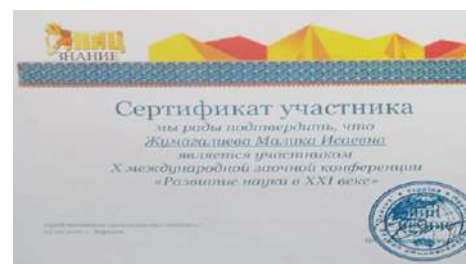 НИЦ
ЗНАНИЕ
Сертификат участника
мы рады подтвердить, что
Жумагалиева Малика Исаевна
является участником
X международной заочной конференции
«Развитие науки в XXI веке»